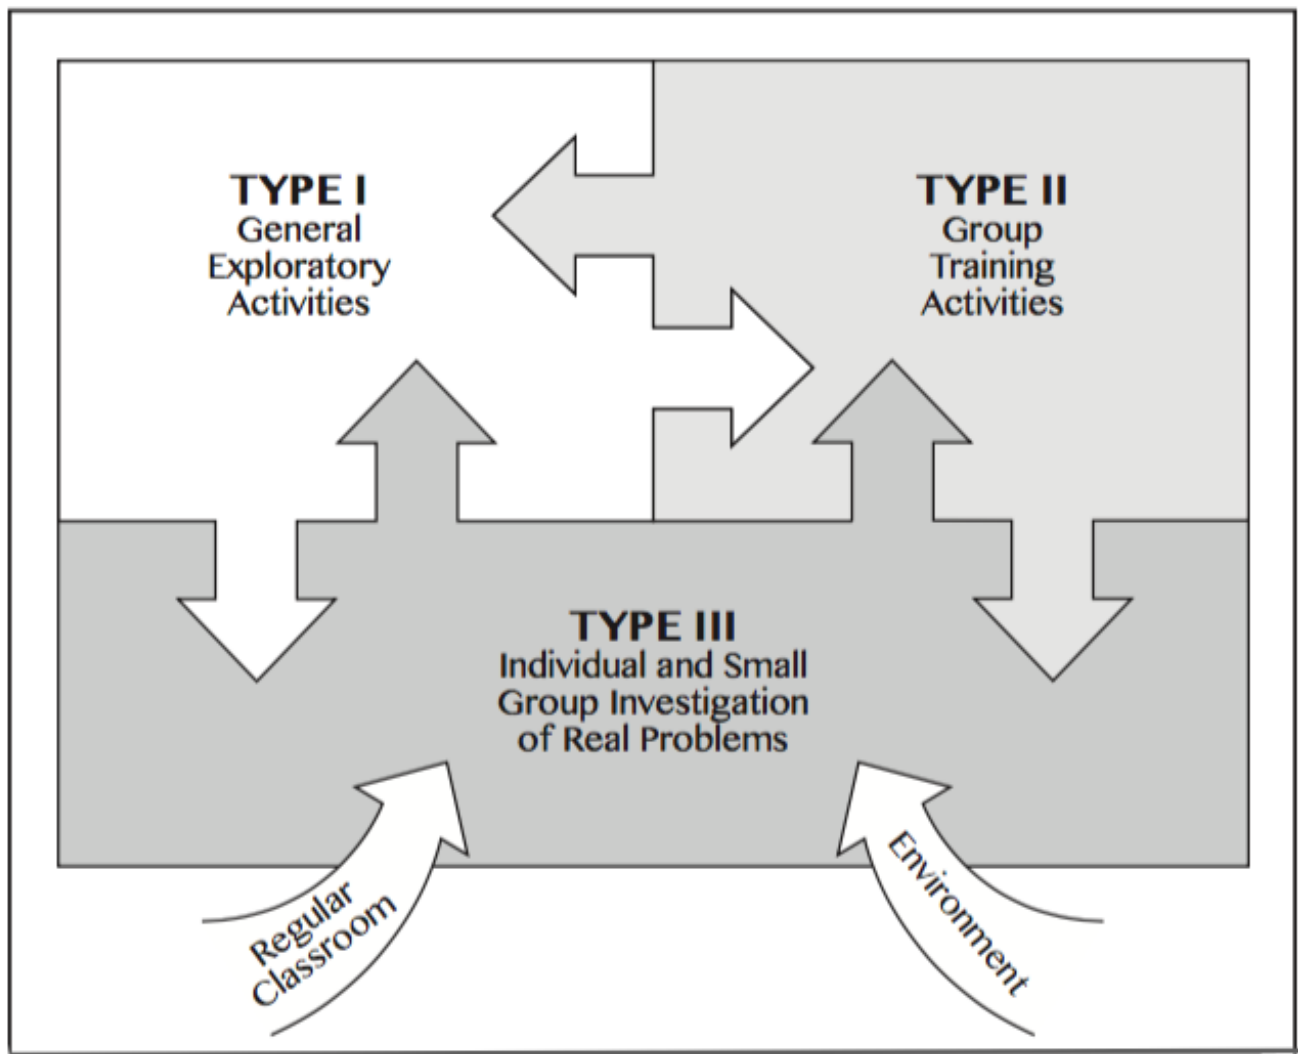 TYPE I
General
Exploratory
Activities
TYPE II
Group
Training
Activities
TYPE III
Individual and Small
Group Investigation
of Real Problems
Regular
Classroom
Environment